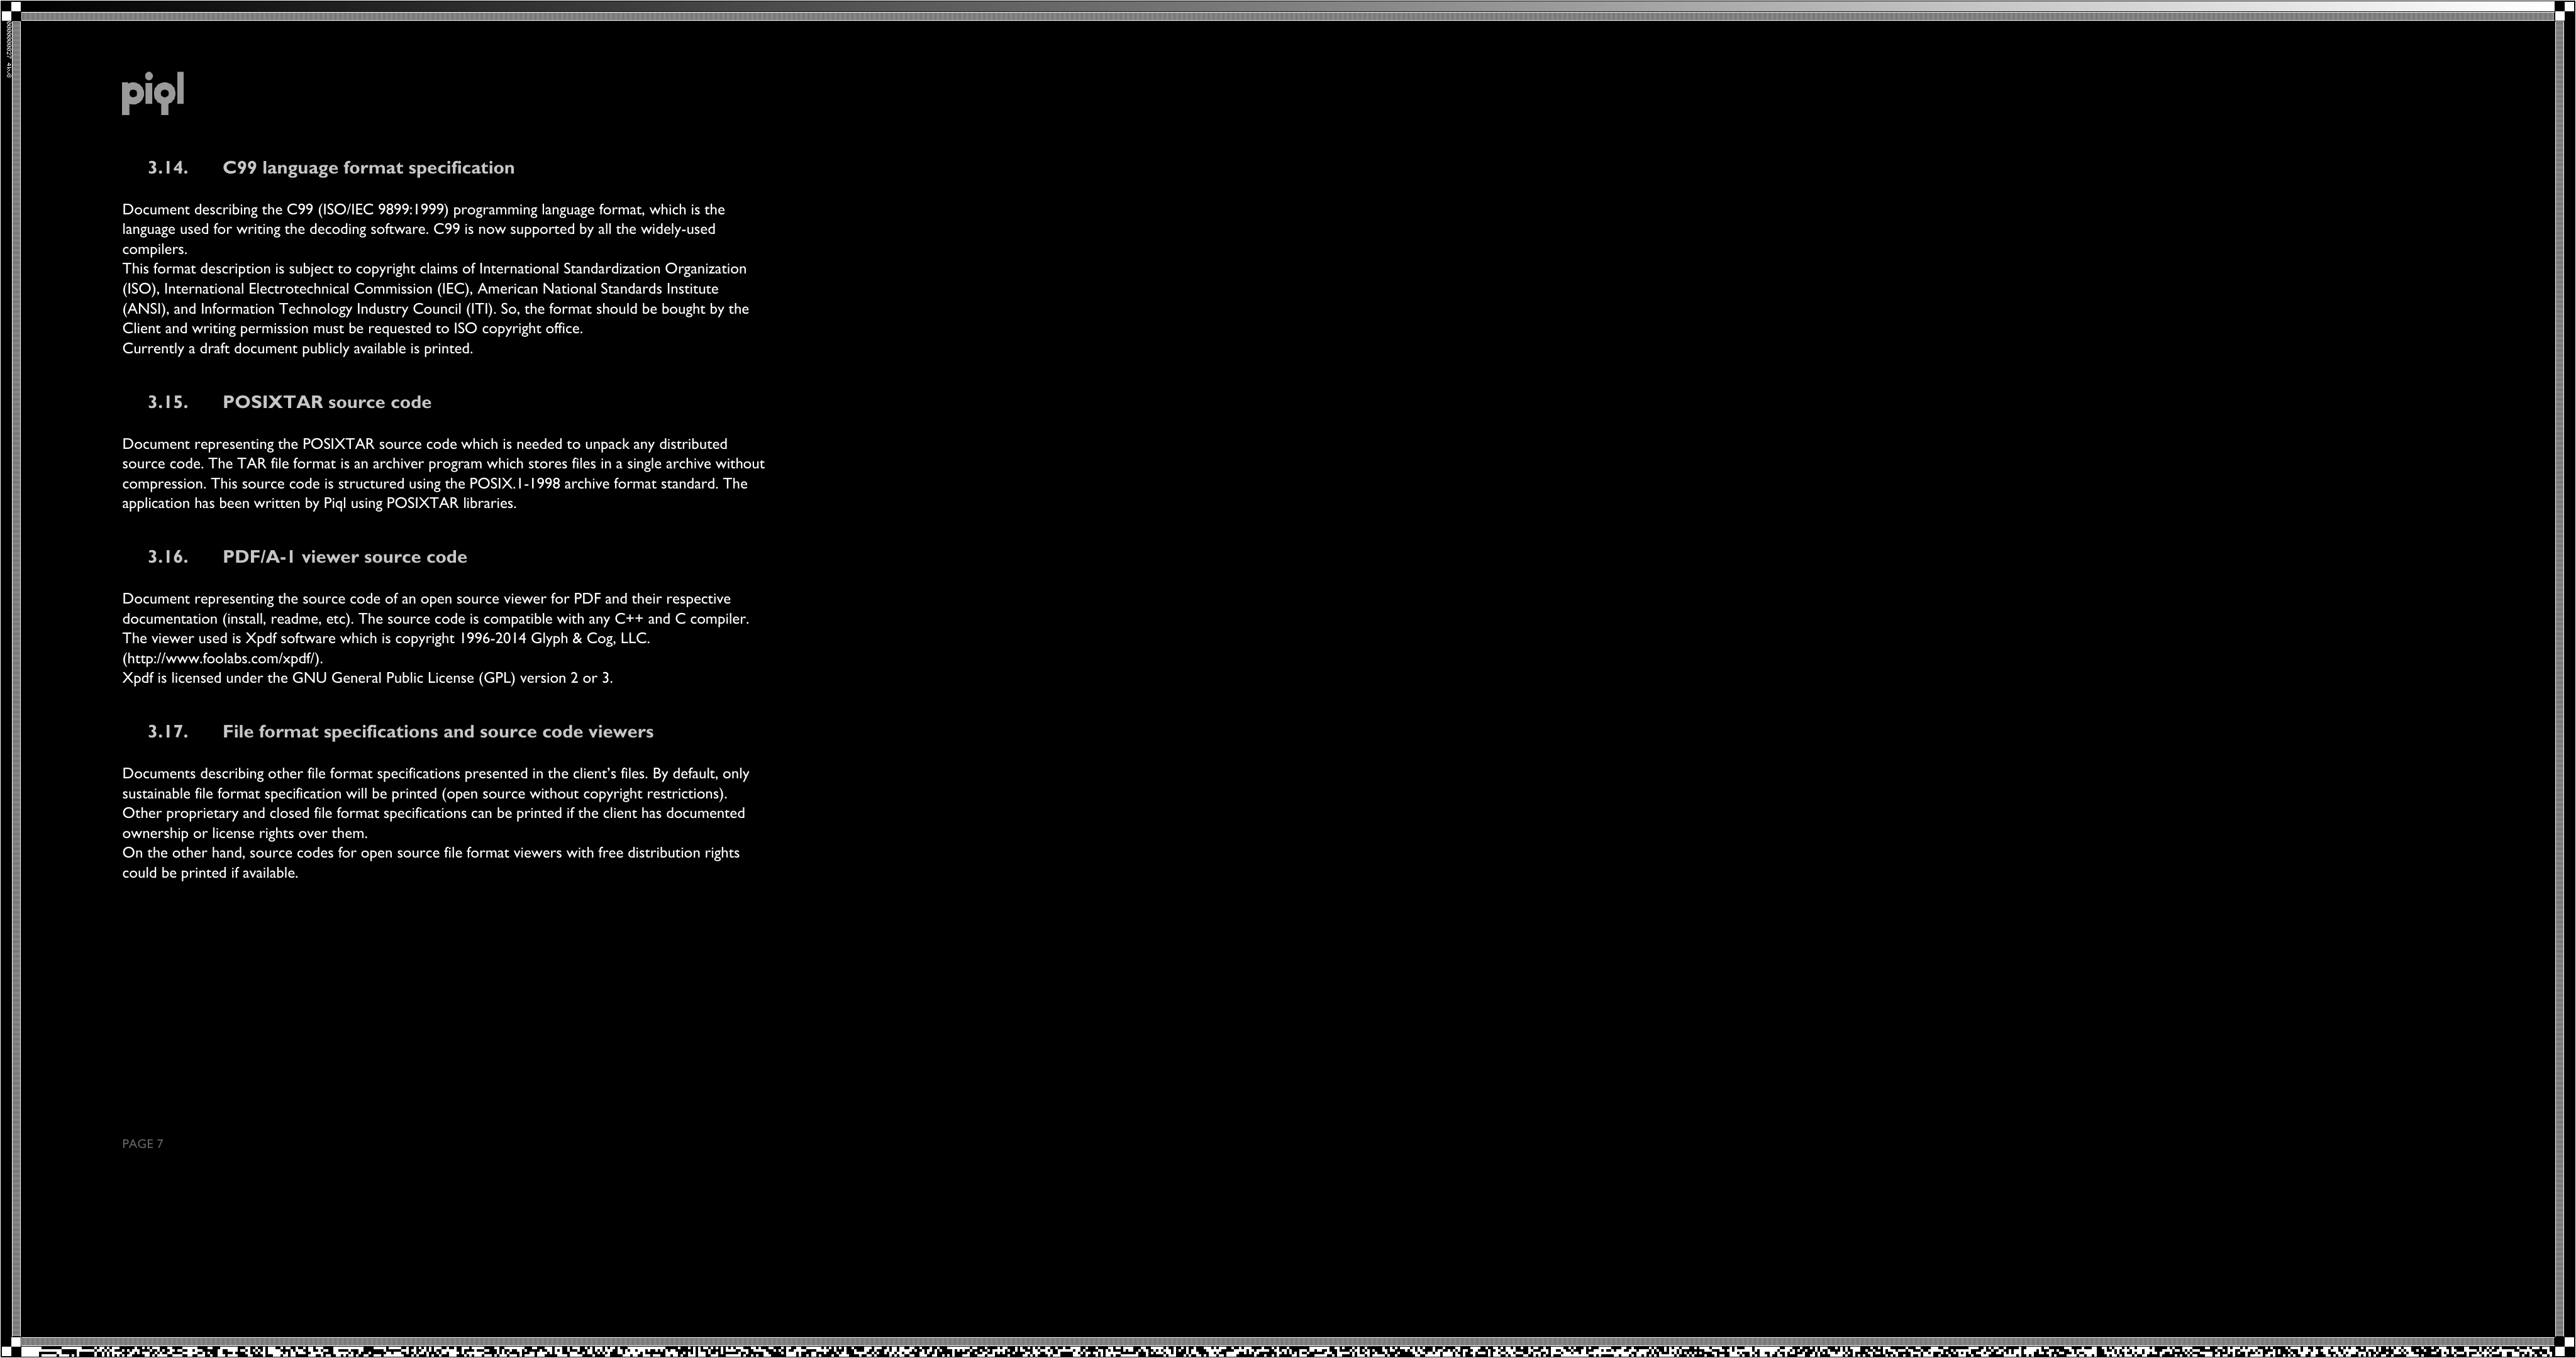 piql
3.14. C99 language format specification
Document describing the C99 (ISO/IEC 9899:1999) programming language format, which is the
language used for writing the decoding software. C99 is now supported by all the widely-used
compilers.
This format description is subject to copyright claims of International Standardization Organization
(ISO), International Electrotechnical Commission (IEC), American National Standards Institute
(ANSI), and Information Technology Industry Council (ITI). So, the format should be bought by the
Client and writing permission must be requested to ISO copyright office.
Currently a draft document publicly available is printed.
3.15. POSIXTAR source code
Document representing the POSIXTAR source code which is needed to unpack any distributed
source code. The TAR file format is an archiver program which stores files in a single archive without
compression. This source code is structured using the POSIX.1-1998 archive format standard. The
application has been written by Piql using POSIXTAR libraries.
3.16. PDF/A-1 viewer source code
Document representing the source code of an open source viewer for PDF and their respective
documentation (install, readme, etc). The source code is compatible with any C++ and C compiler.
The viewer used is Xpdf software which is copyright 1996-2014 Glyph & Cog, LLC.
(http://www.foolabs.com/xpdf/).
Xpdf is licensed under the GNU General Public License (GPL) version 2 or 3.
3.17. File format specifications and source code viewers
Documents describing other file format specifications presented in the client's files. By default, only
sustainable file format specification will be printed (open source without copyright restrictions).
Other proprietary and closed file format specifications can be printed if the client has documented
ownership or license rights over them.
On the other hand, source codes for open source file format viewers with free distribution rights
could be printed if available.
PAGE 7